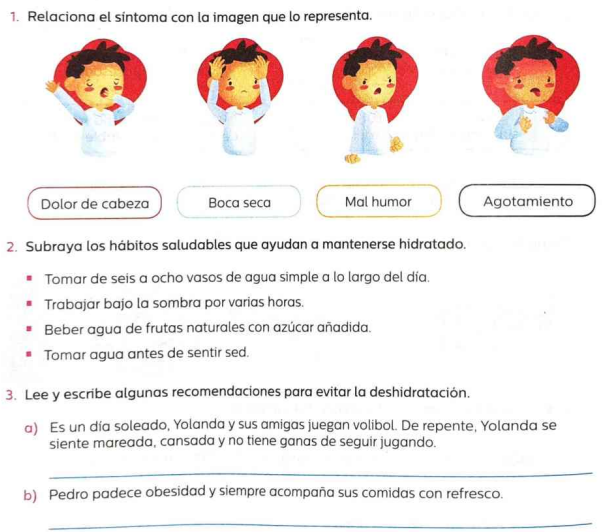 1. Relaciona el síntoma con la imagen que lo representa.
Dolor de cabeza
Boca seca
Mal humor
Agotamiento
2. Subraya los hábitos saludables que ayudan a mantenerse hidratado.
Tomar de seis a ocho vasos de agua simple a lo largo del día.
Trabajar bajo la sombra por varias horas.
Beber agua de frutas naturales con azúcar añadida.
Tomar agua antes de sentir sed.
3. Lee y escribe algunas recomendaciones para evitar la deshidratación.
a) Es un día soleado, Yolanda y sus amigas juegan volibol. De repente, Yolanda se
siente mareada, cansada y no tiene ganas de seguir jugando.
b) Pedro padece obesidad y siempre acompaña sus comidas con refresco.